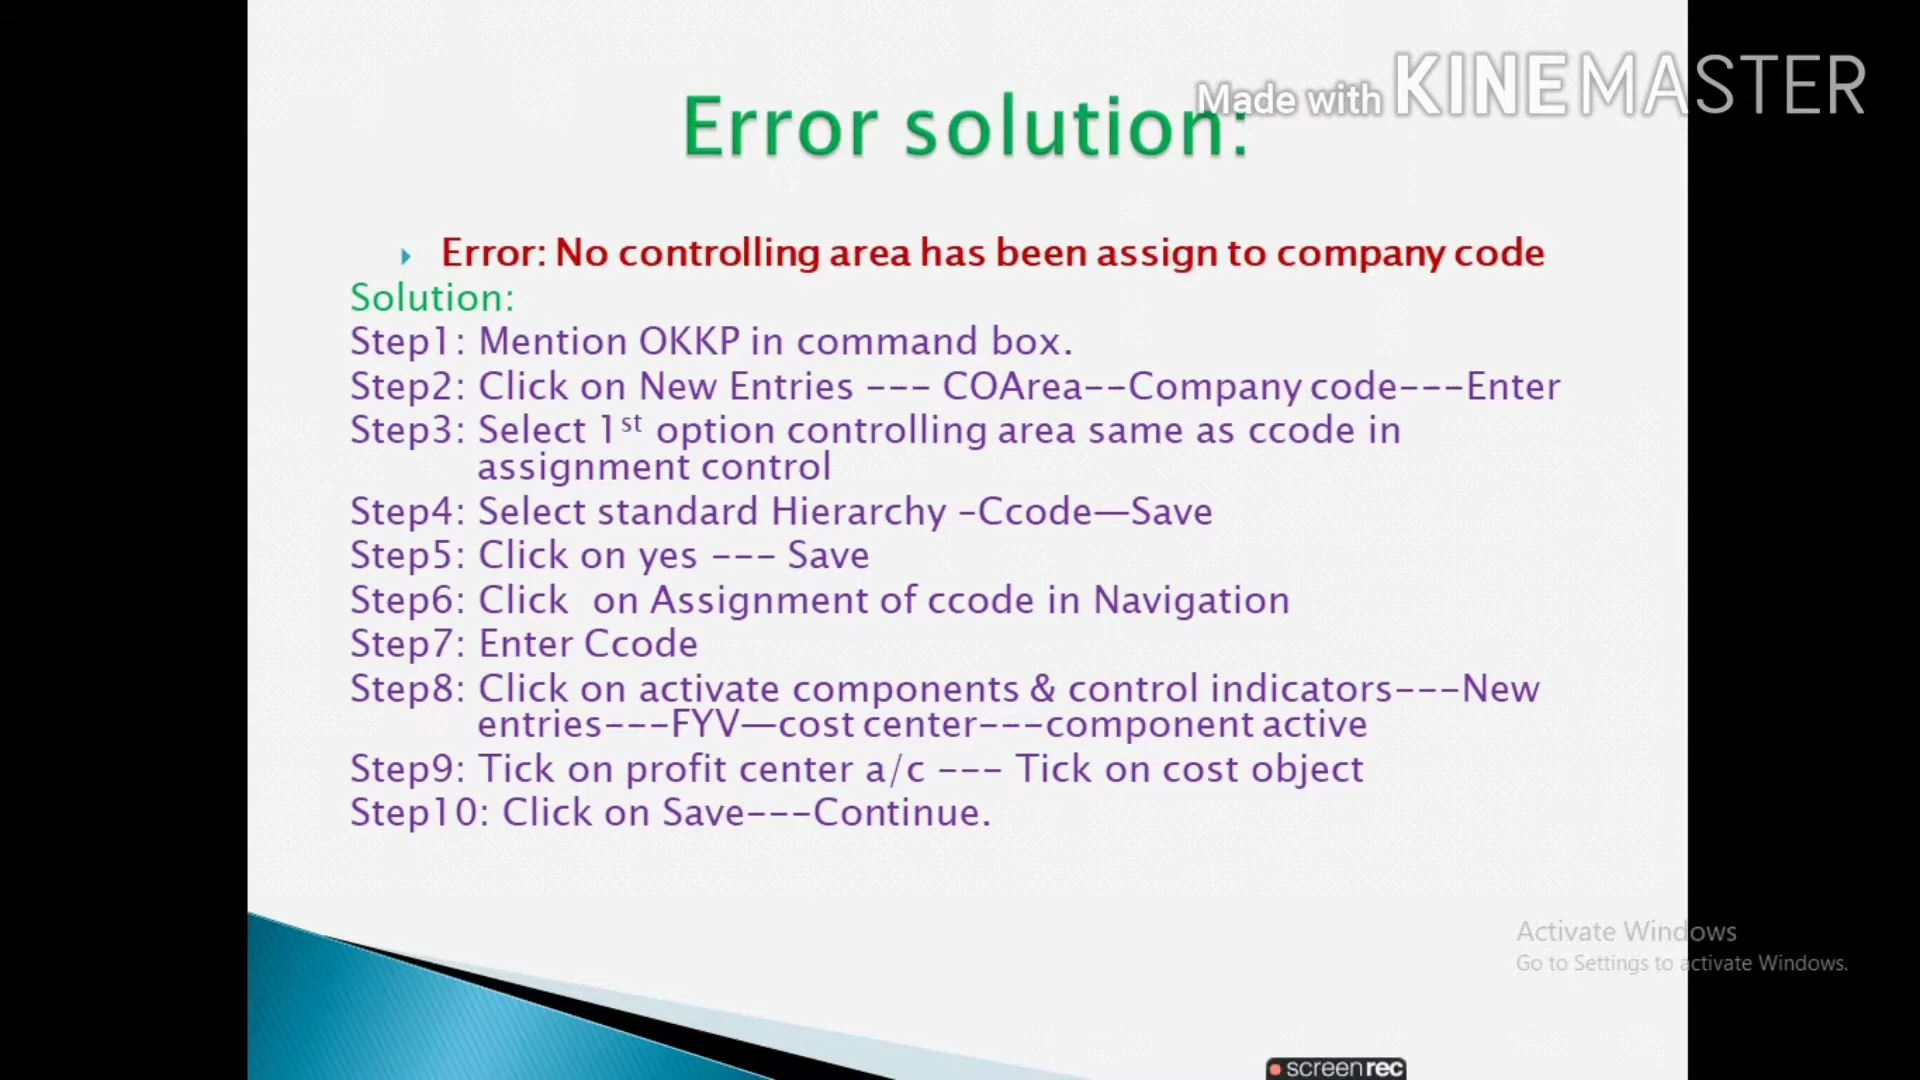 Made with KINEMASTER
Error solution:
Error: No controlling area has been assign to company code
Solution:
Step1: Mention OKKP in command box.
Step2: Click on New Entries --- COArea--Company code---Enter
Step3: Select 1st option controlling area same as ccode in
assignment control
Step4: Select standard Hierarchy -Ccode—Save
Step5: Click on yes --- Save
Step6: Click on Assignment of ccode in Navigation
Step7: Enter Ccode
Step8: Click on activate components & control indicators---New
entries---FYV—cost center---component active
Step9: Tick on profit center a/c --- Tick on cost object
Step10: Click on Save---Continue.
Activate Windows
Go to Settings to activate Windows.
screenrec